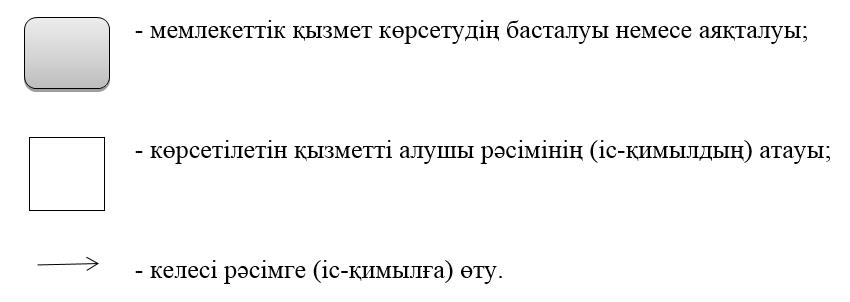 - мемлекеттік қызмет көрсетудің басталуы немесе аяқталуы;
- көрсетілетін қызметті алушы рәсімінің (іс-қимылдың) атауы;
- келесі рәсімге (іс-қимылға) өту.